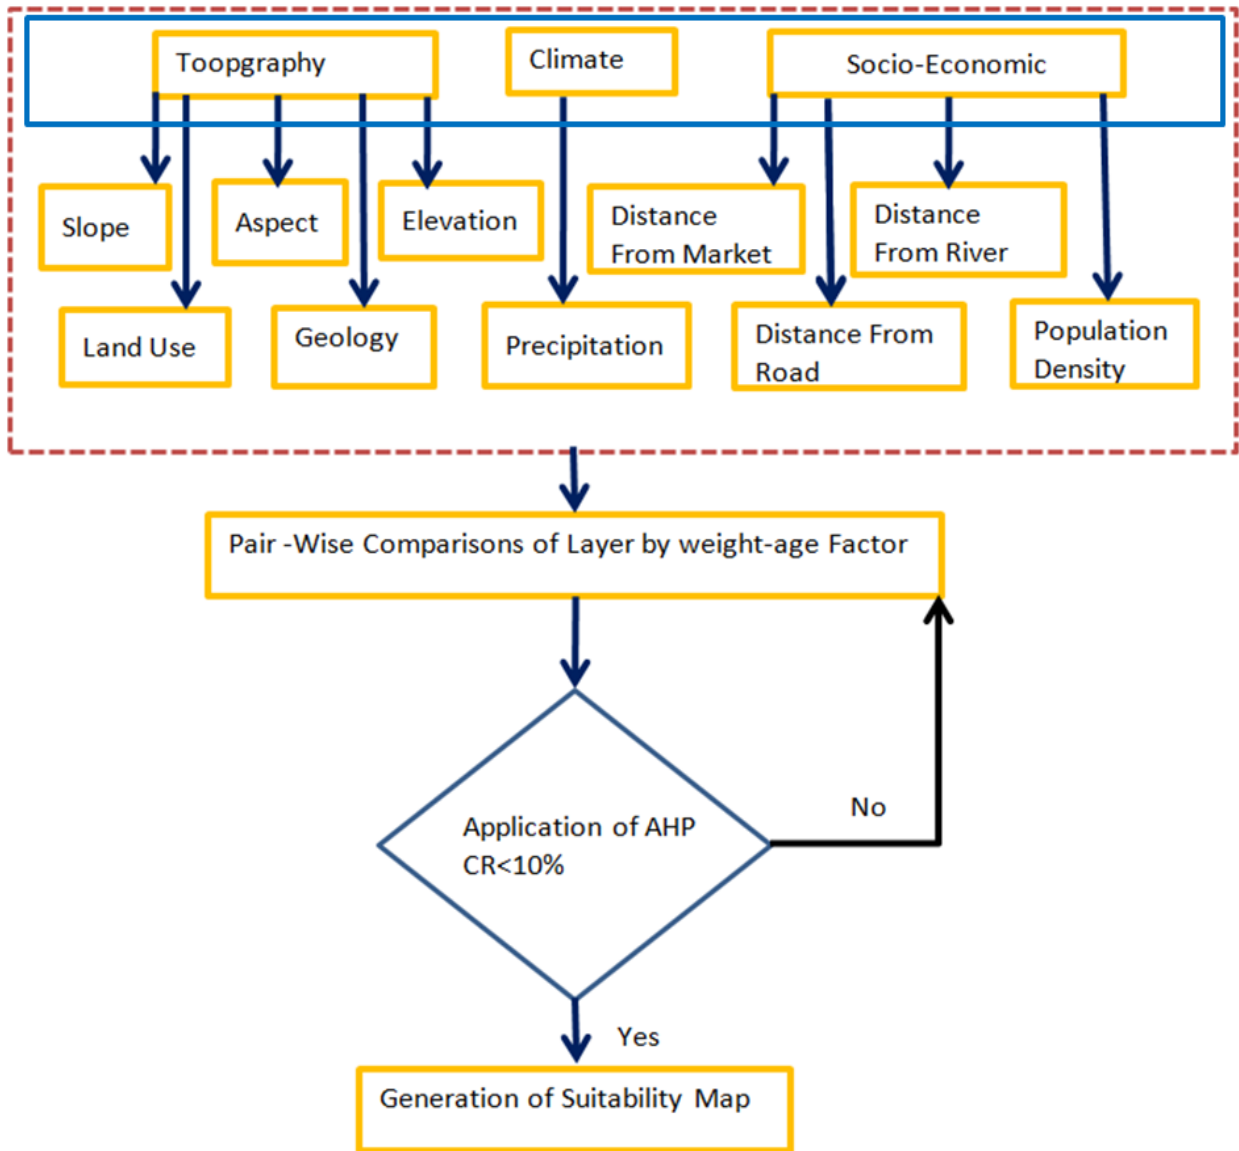 Toopgraphy
Climate
Socio-Economic
Slope
Aspect
Elevation
Distance
From Market
Distance
From River
Land Use
Geology
Precipitation
Distance From
Road
Population
Density
Pair -Wise Comparisons of Layer by weight-age Factor
Application of AHP
CR<10%
No
Yes
Generation of Suitability Map